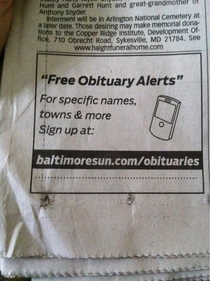 Hunt and Garrett Hunt and great-grandmother of
Anthony Snyder.
Interment will be in Arlington National Cemetery at
a later date. Those desiring may make memorial dona-
tions to the Copper Ridge Institute, Development Of-
fice, 710 Obrecht Road, Sykesville, MD 21784. See
www.haightfuneralhome.com
"Free Obituary Alerts"
For specific names,
towns & more
Sign up at:
baltimoresun.com/obituaries